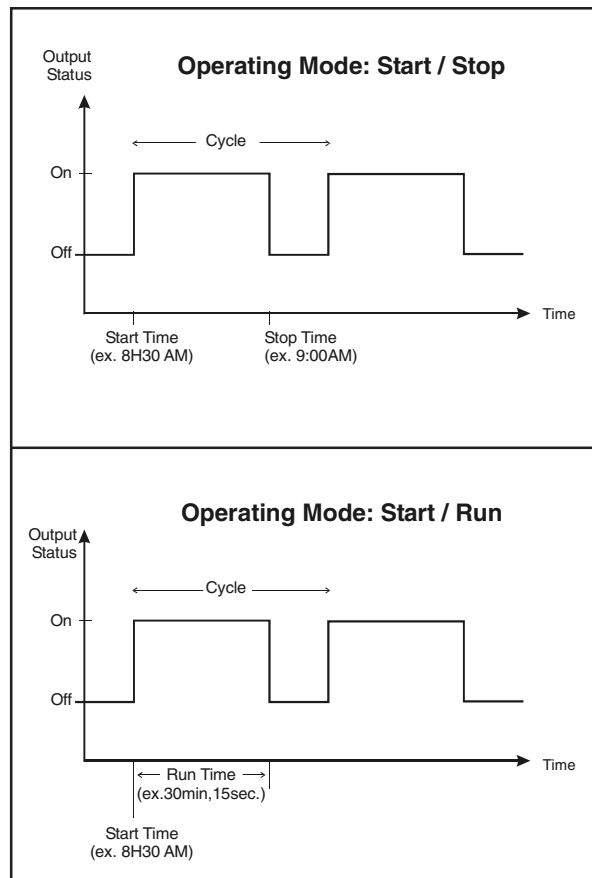 Output
Status
Operating Mode: Start / Stop
Cycle
On
Off
Time
Start Time
(ex. 8H30 AM)
Stop Time
(ex. 9:00AM)
Operating Mode: Start / Run
Output
Status
Cycle
On
Off
Time
Run Time
(ex.30min,15sec.)
Start Time
(ex. 8H30 AM)